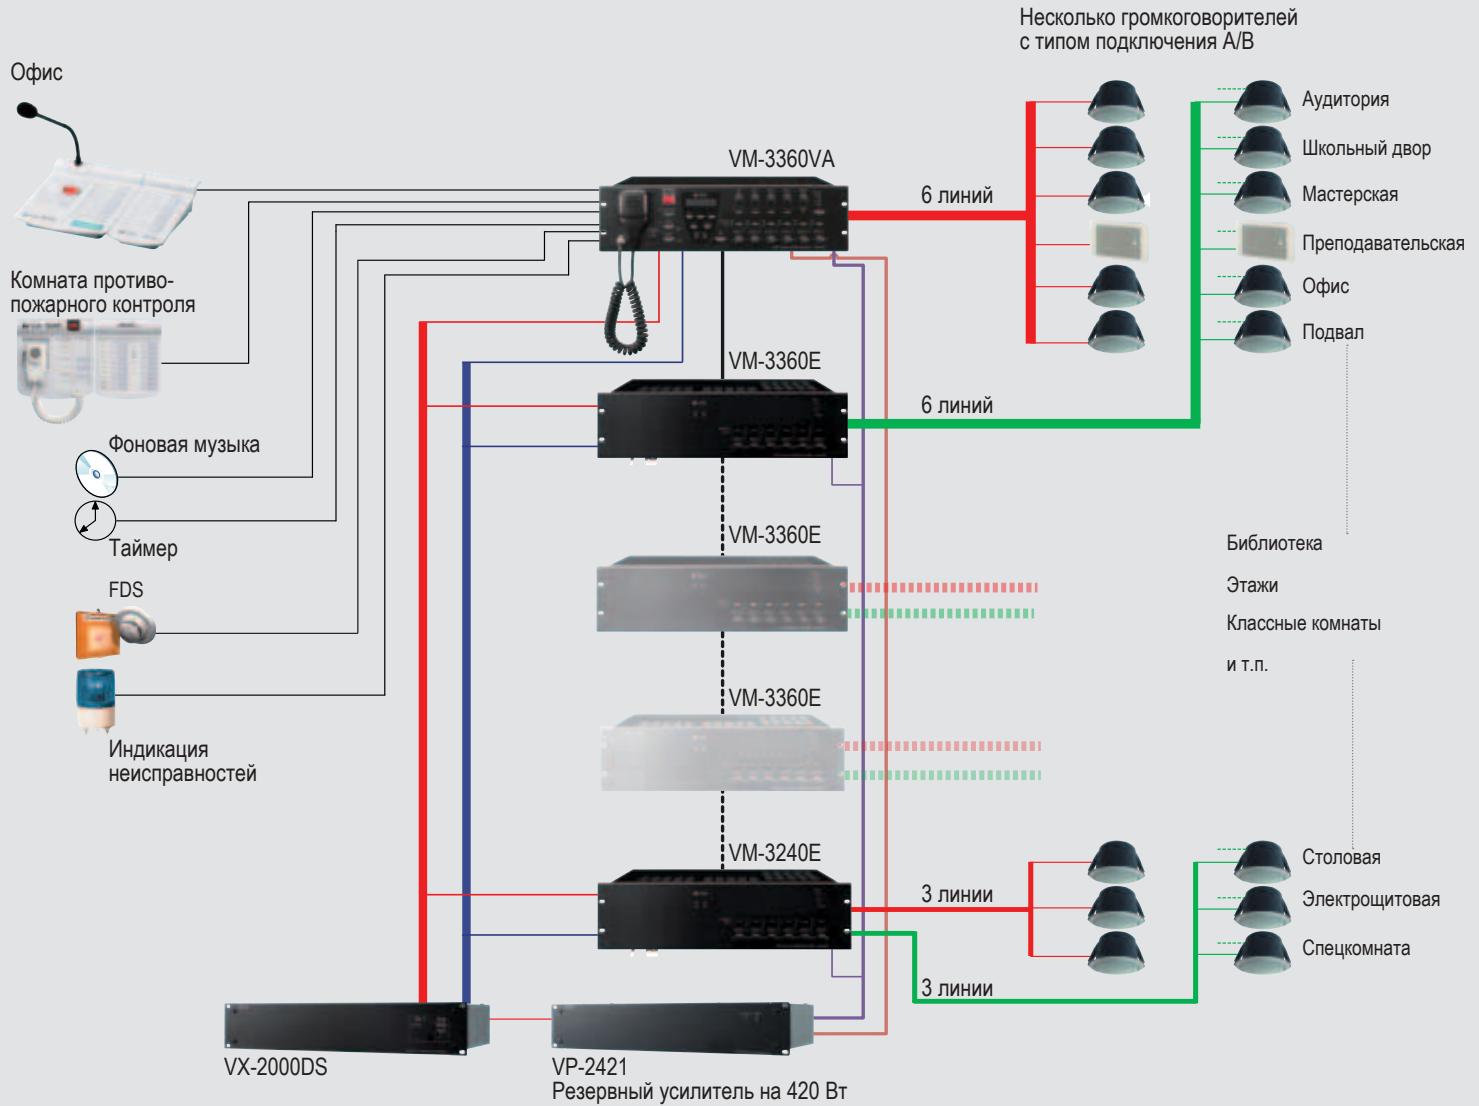 Несколько громкоговорителей
с типом подключения А/В
Офис
VM-3360VA
6 линий
Аудитория
Школьный двор
Мастерская
Преподавательская
Офис
Подвал
Комната противо-
пожарного контроля
VM-3360E
6 линий
Фоновая музыка
Таймер
VM-3360E
Библиотека
Этажи
Классные комнаты
и т.п.
FDS
VM-3360E
Индикация
неисправностей
VM-3240E
3 линии
3 линии
Столовая
Электрощитовая
Спецкомната
VX-2000DS
VP-2421
Резервный усилитель на 420 Вт